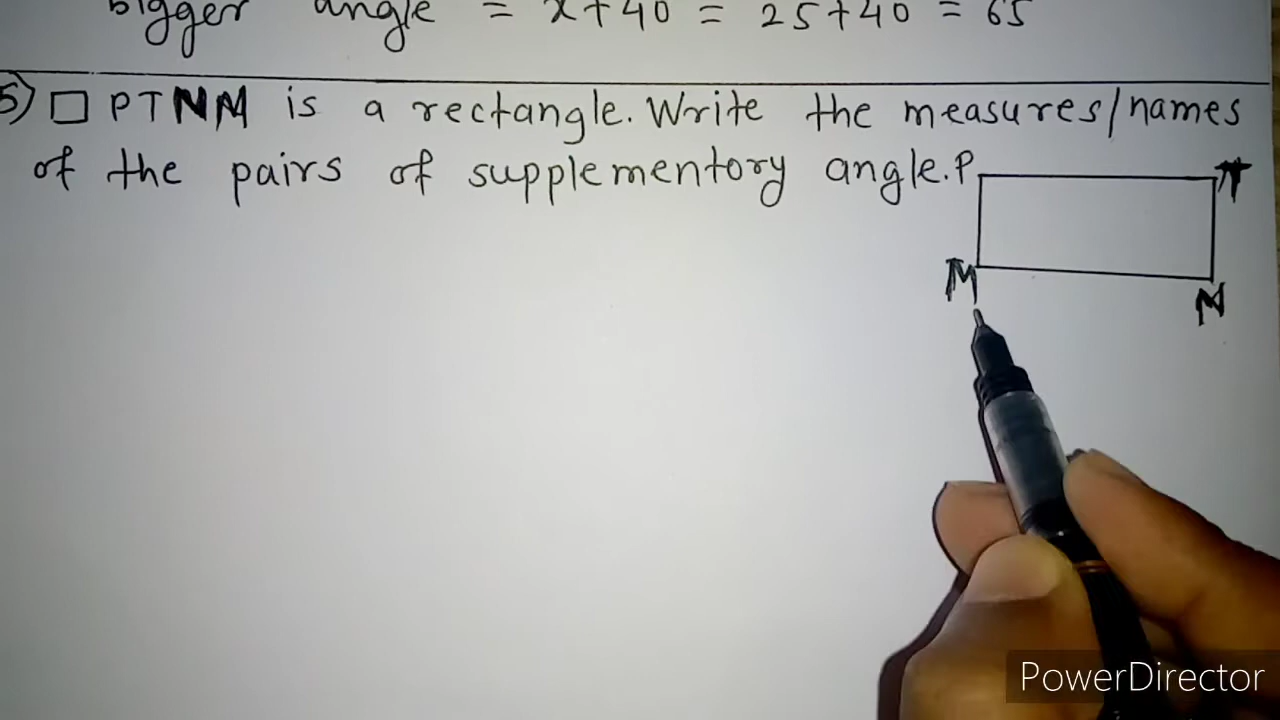 bigger angle = x+40 = 25+40 = 65
5) □ PTNM is a rectangle. Write the measures/names
of the pairs of supplementory angle. P T
M N
PowerDirector